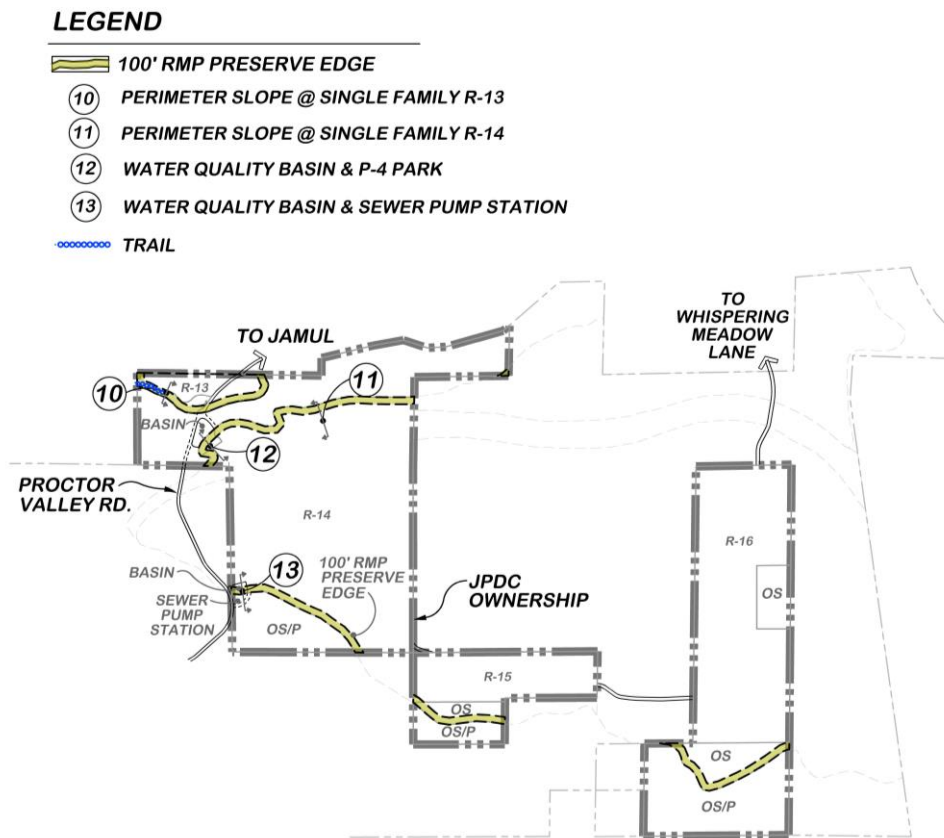 LEGEND
100' RMP PRESERVE EDGE
10 PERIMETER SLOPE @ SINGLE FAMILY R-13
11 PERIMETER SLOPE @ SINGLE FAMILY R-14
12 WATER QUALITY BASIN & P-4 PARK
13 WATER QUALITY BASIN & SEWER PUMP STATION
TRAIL
TO JAMUL
TO
WHISPERING
MEADOW
LANE
10
R-13
11
BASIN
12
PROCTOR
VALLEY RD.
R-14
R-16
BASIN
13
100' RMP
PRESERVE
EDGE
SEWER
PUMP
STATION
OS/P
JPDC
OWNERSHIP
OS
R-15
OS
OS/P
OS
OS/P